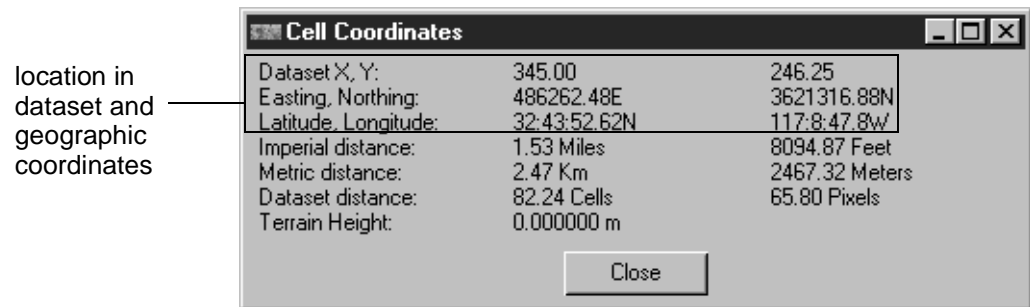 Cell Coordinates
location in
dataset and
geographic
coordinates
Dataset X, Y: 345.00 246.25
Easting, Northing: 486262.48E 3621316.88N
Latitude, Longitude: 32:43:52.62N 117:8:47.8W
Imperial distance: 1.53 Miles 8094.87 Feet
Metric distance: 2.47 Km 2467.32 Meters
Dataset distance: 82.24 Cells 65.80 Pixels
Terrain Height: 0.000000 m
Close